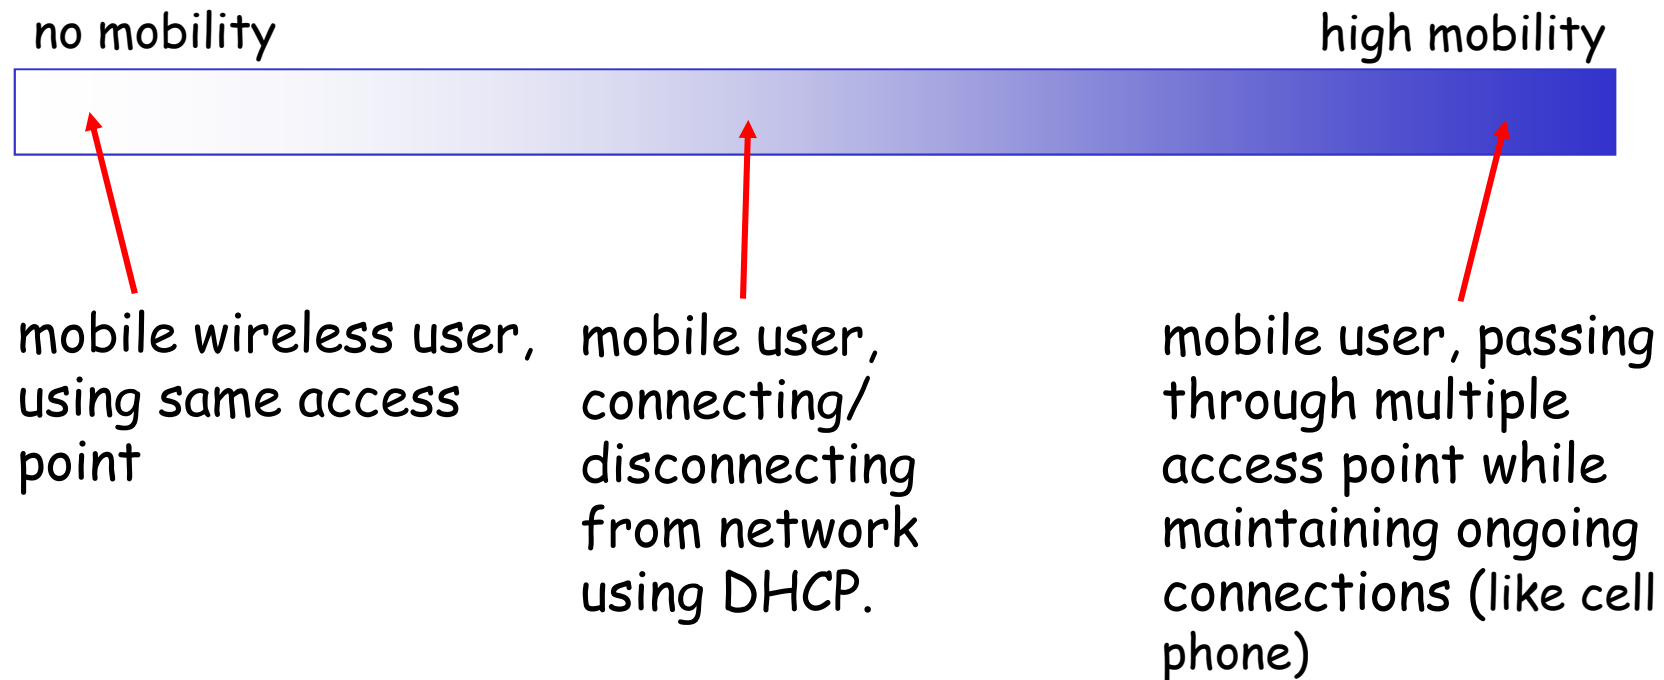 no mobility
high mobility
mobile wireless user,
using same access
point
mobile user,
connecting/
disconnecting
from network
using DHCP.
mobile user, passing
through multiple
access point while
maintaining ongoing
connections (like cell
phone)